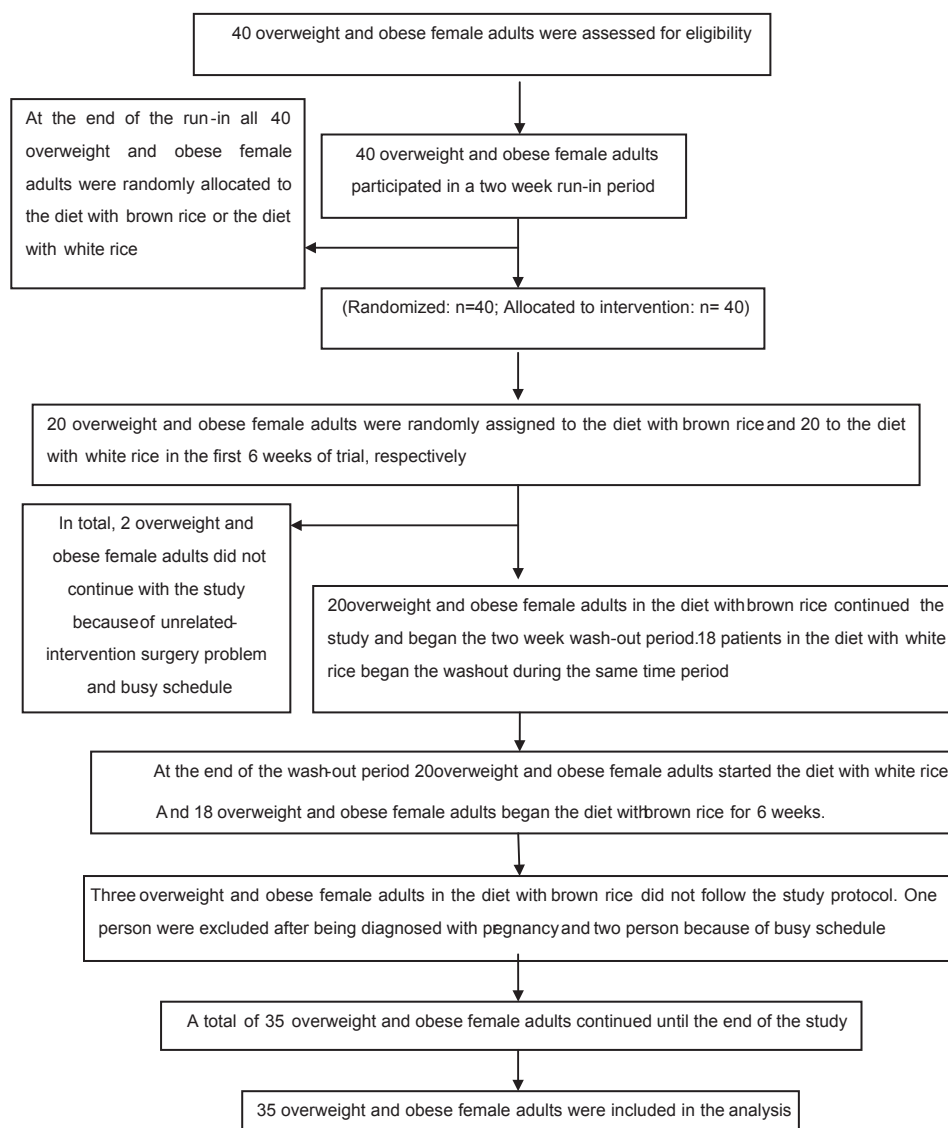 40 overweight and obese female adults were assessed for eligibility
At the end of the run-in all 40
overweight and obese female
adults were randomly allocated to
the diet with brown rice or the diet
with white rice
40 overweight and obese female adults
participated in a two week run-in period
(Randomized: n=40; Allocated to intervention: n= 40)
20 overweight and obese female adults were randomly assigned to the diet with brown rice and 20 to the diet
with white rice in the first 6 weeks of trial, respectively
In total, 2 overweight and
obese female adults did not
continue with the study
because of unrelated-
intervention surgery problem
and busy schedule
20overweight and obese female adults in the diet with brown rice continued the
study and began the two week wash-out period.18 patients in the diet with white
rice began the wash-out during the same time period
At the end of the wash-out period 20overweight and obese female adults started the diet with white rice
And 18 overweight and obese female adults began the diet with brown rice for 6 weeks.
Three overweight and obese female adults in the diet with brown rice did not follow the study protocol. One
person were excluded after being diagnosed with pregnancy and two person because of busy schedule
A total of 35 overweight and obese female adults continued until the end of the study
35 overweight and obese female adults were included in the analysis